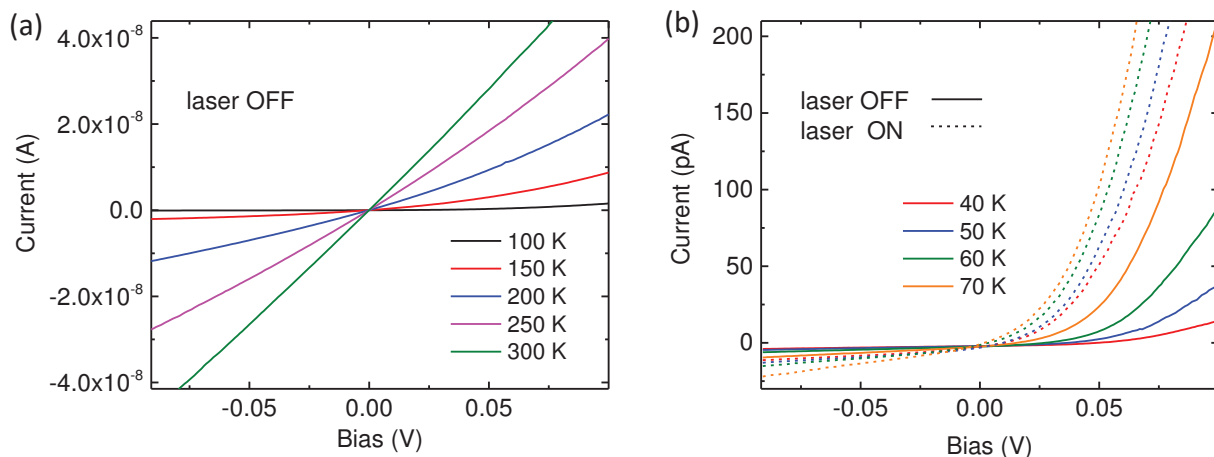 (a)
4.0x10-8
2.0x10-8
0.0
-2.0x10-8
-4.0x10-8
Current (A)
laser OFF
100 K
150 K
200 K
250 K
300 K
-0.05
0.00
0.05
Bias (V)
(b)
200
150
100
50
0
Current (pA)
laser OFF
laser ON
40 K
50 K
60 K
70 K
-0.05
0.00
0.05
Bias (V)